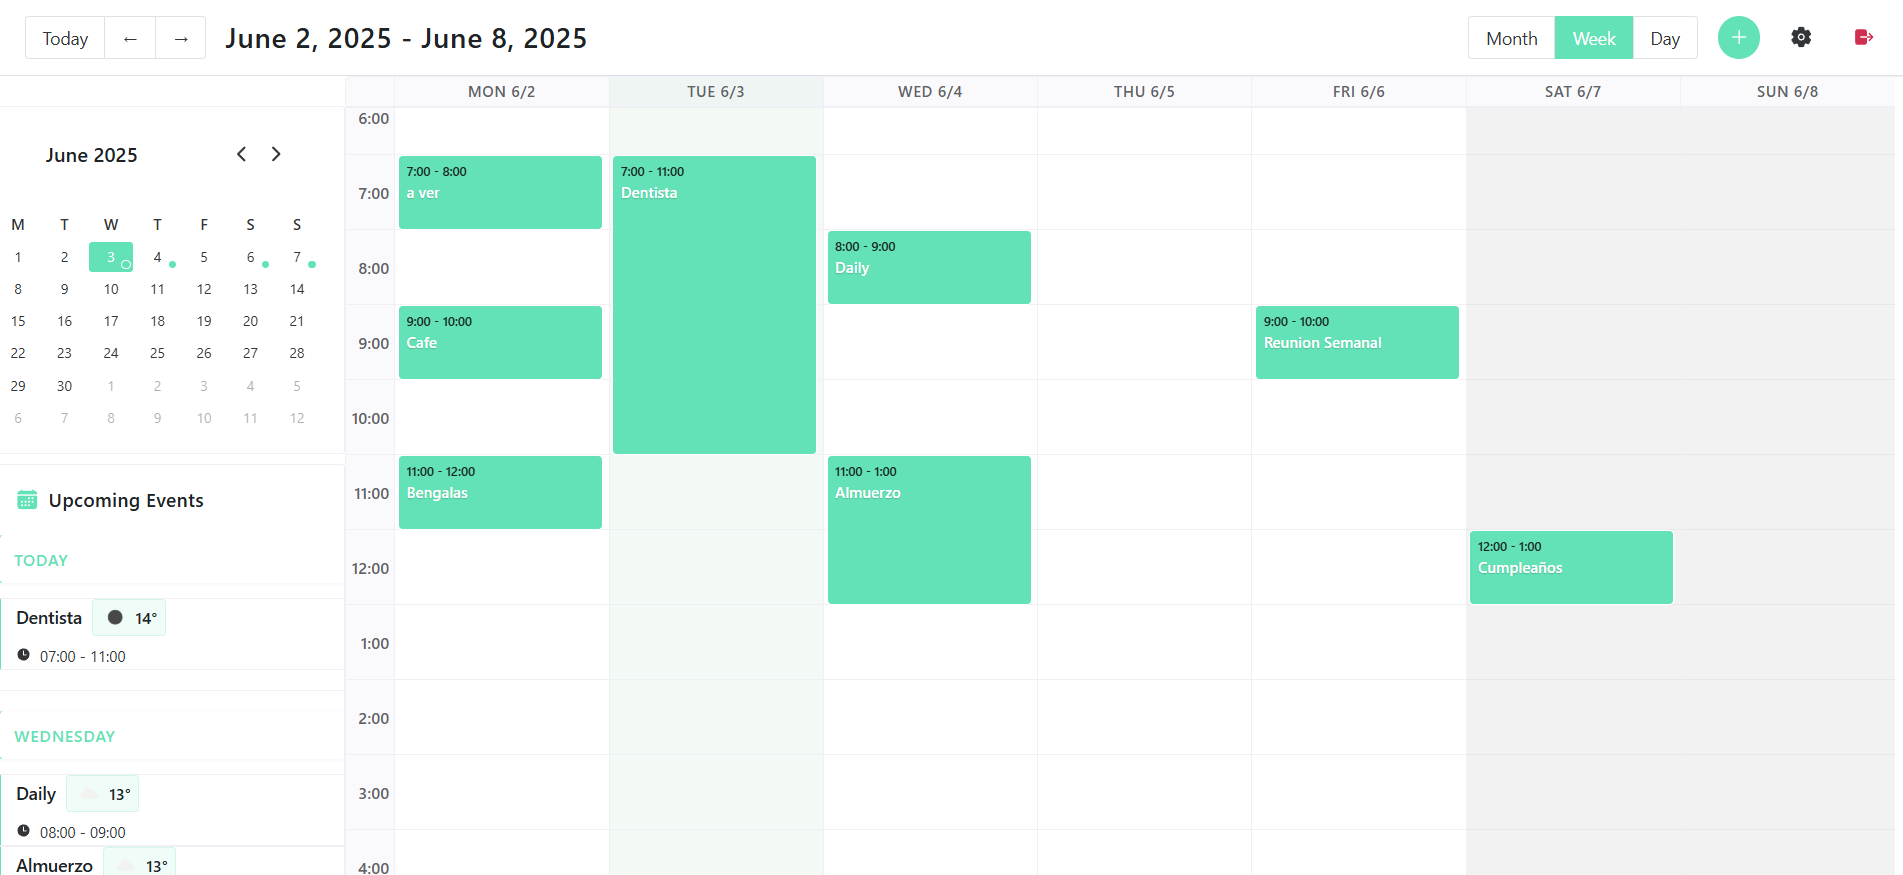 Today ← → June 2, 2025 - June 8, 2025 Month Week Day +
MON 6/2 TUE 6/3 WED 6/4 THU 6/5 FRI 6/6 SAT 6/7 SUN 6/8
June 2025
M T W T F S S
1 2 3 4 5 6 7
8 9 10 11 12 13 14
15 16 17 18 19 20 21
22 23 24 25 26 27 28
29 30 1 2 3 4 5
6 7 8 9 10 11 12
Upcoming Events
TODAY
Dentista 14°
07:00 - 11:00
WEDNESDAY
Daily 13°
08:00 - 09:00
Almuerzo 13°
6:00
7:00
8:00
9:00
10:00
11:00
12:00
1:00
2:00
3:00
4:00
7:00 - 8:00
a ver
9:00 - 10:00
Cafe
11:00 - 12:00
Bengalas
7:00 - 11:00
Dentista
8:00 - 9:00
Daily
11:00 - 1:00
Almuerzo
9:00 - 10:00
Reunion Semanal
12:00 - 1:00
Cumpleaños